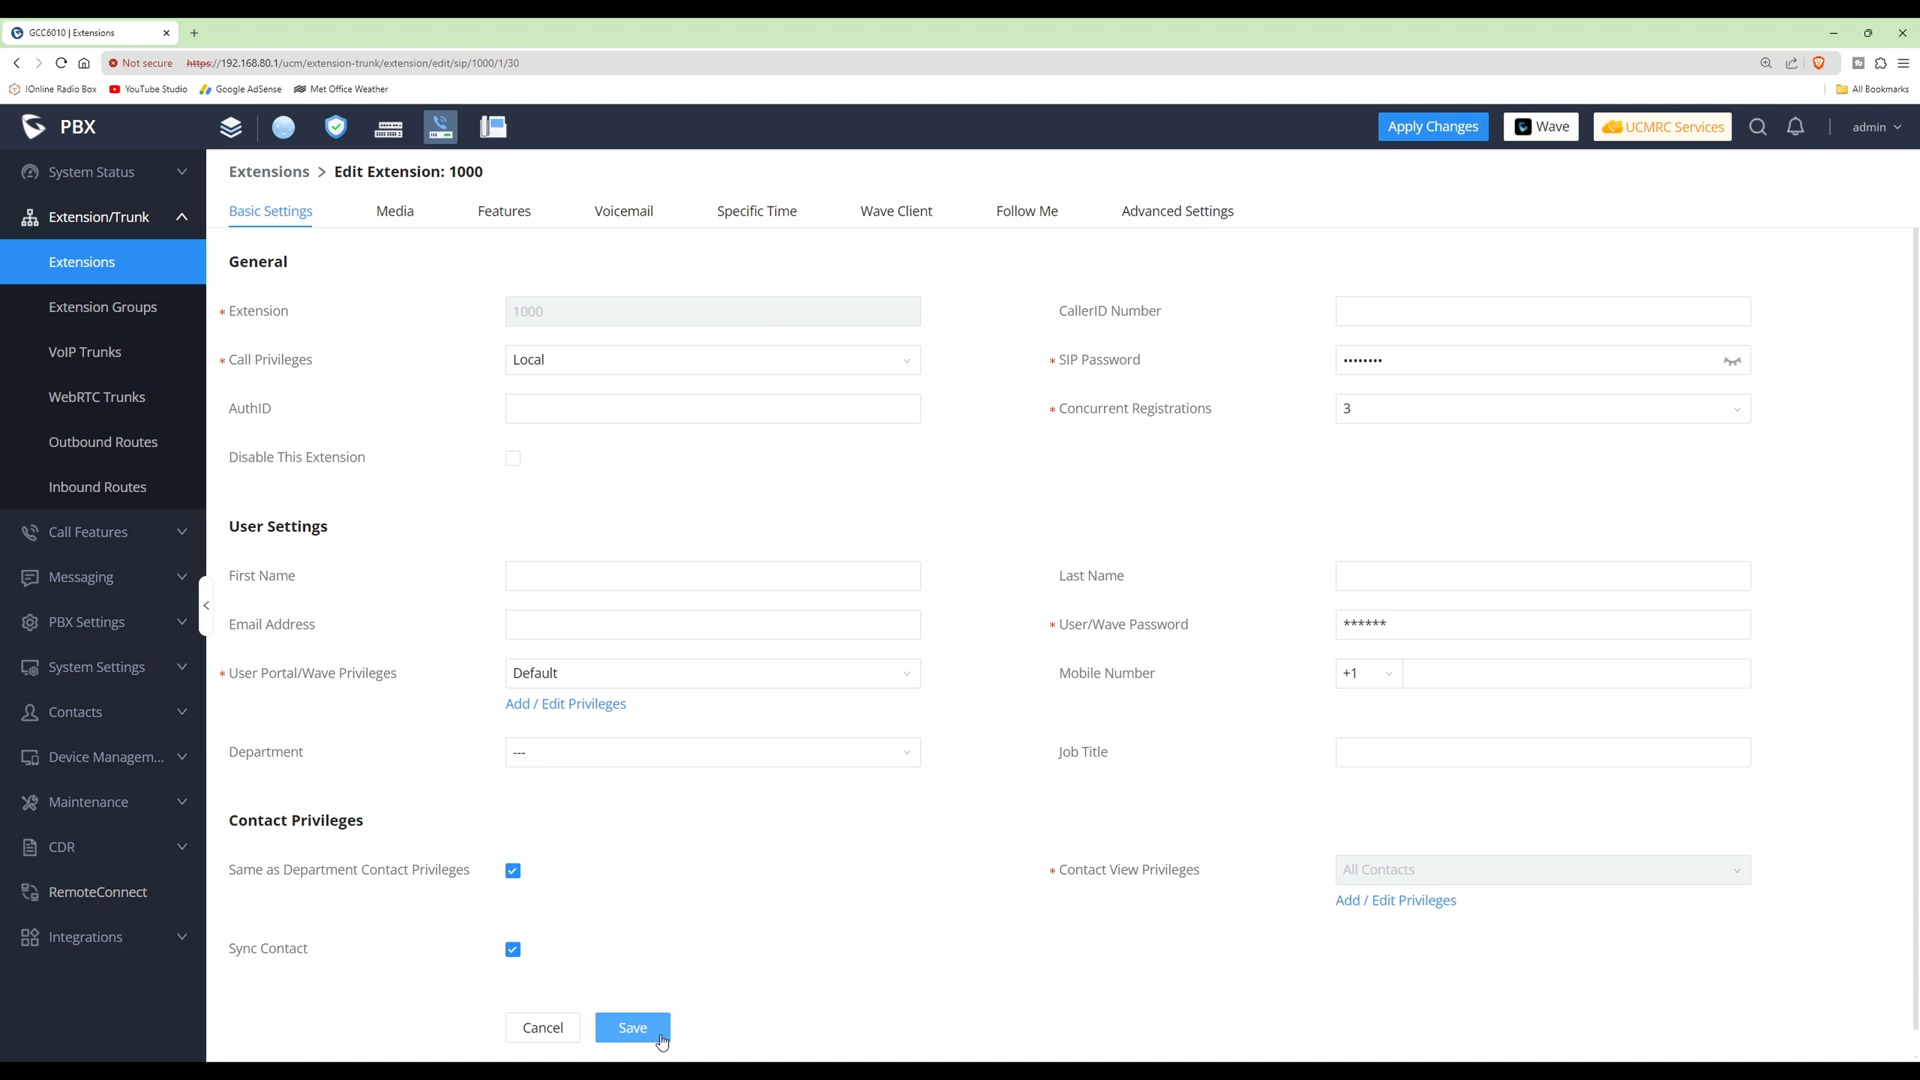 GCC6010 | Extensions
Not secure https://192.168.80.1/ucm/extension-trunk/extension/edit/sip/1000/1/30
!Online Radio Box YouTube Studio Google AdSense Met Office Weather All Bookmarks
PBX Apply Changes Wave UCMRC Services admin
System Status
Extension/Trunk
Extensions
Extension Groups
VoIP Trunks
WebRTC Trunks
Outbound Routes
Inbound Routes
Call Features
Messaging
PBX Settings
System Settings
Contacts
Device Managem...
Maintenance
CDR
RemoteConnect
Integrations
Extensions > Edit Extension: 1000
Basic Settings Media Features Voicemail Specific Time Wave Client Follow Me Advanced Settings
General
* Extension 1000 CallerID Number
* Call Privileges Local * SIP Password ••••••••
AuthID * Concurrent Registrations 3
Disable This Extension
User Settings
First Name Last Name
Email Address * User/Wave Password ******
* User Portal/Wave Privileges Default Mobile Number +1
Add / Edit Privileges
Department --- Job Title
Contact Privileges
Same as Department Contact Privileges * Contact View Privileges All Contacts
Add / Edit Privileges
Sync Contact
Cancel Save